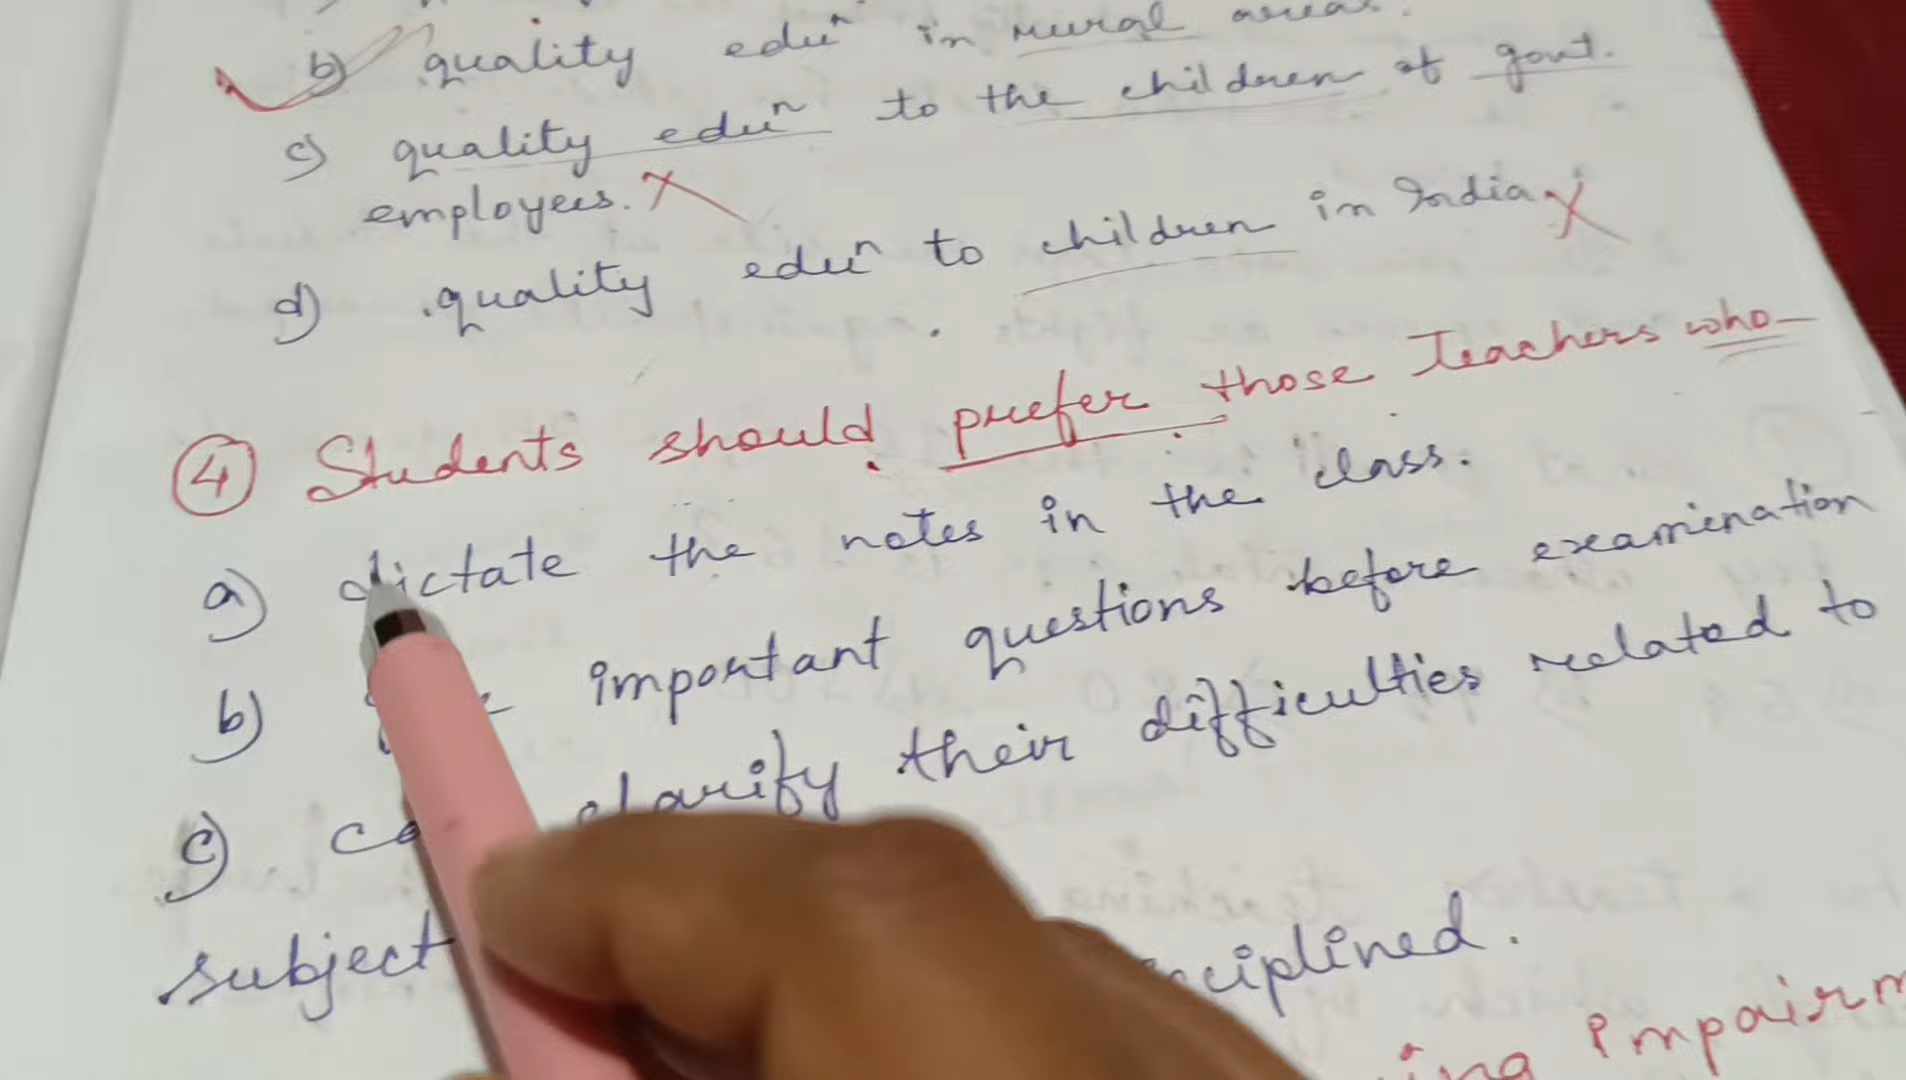 b) quality eduⁿ in rural areas.
c) quality eduⁿ to the children of govt.
employees.
d) quality eduⁿ to children in India
④ Students should prefer those Teachers who-
a) dictate the notes in the class.
b) important questions before examination
c) clarify their difficulties related to
subject ciplined.
ing impairm